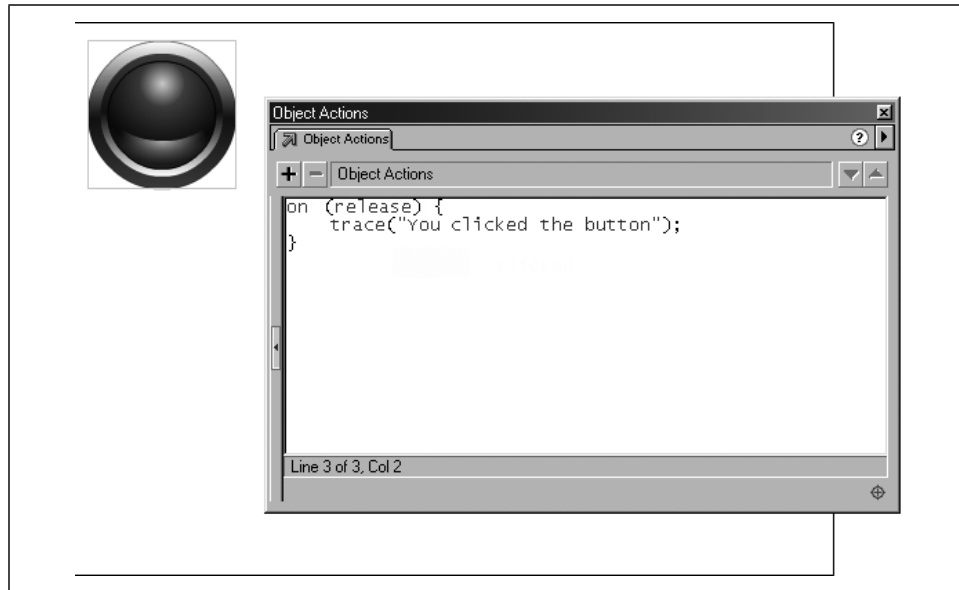 Object Actions
Object Actions
Object Actions
on (release) {
    trace("You clicked the button");
}
Line 3 of 3, Col 2